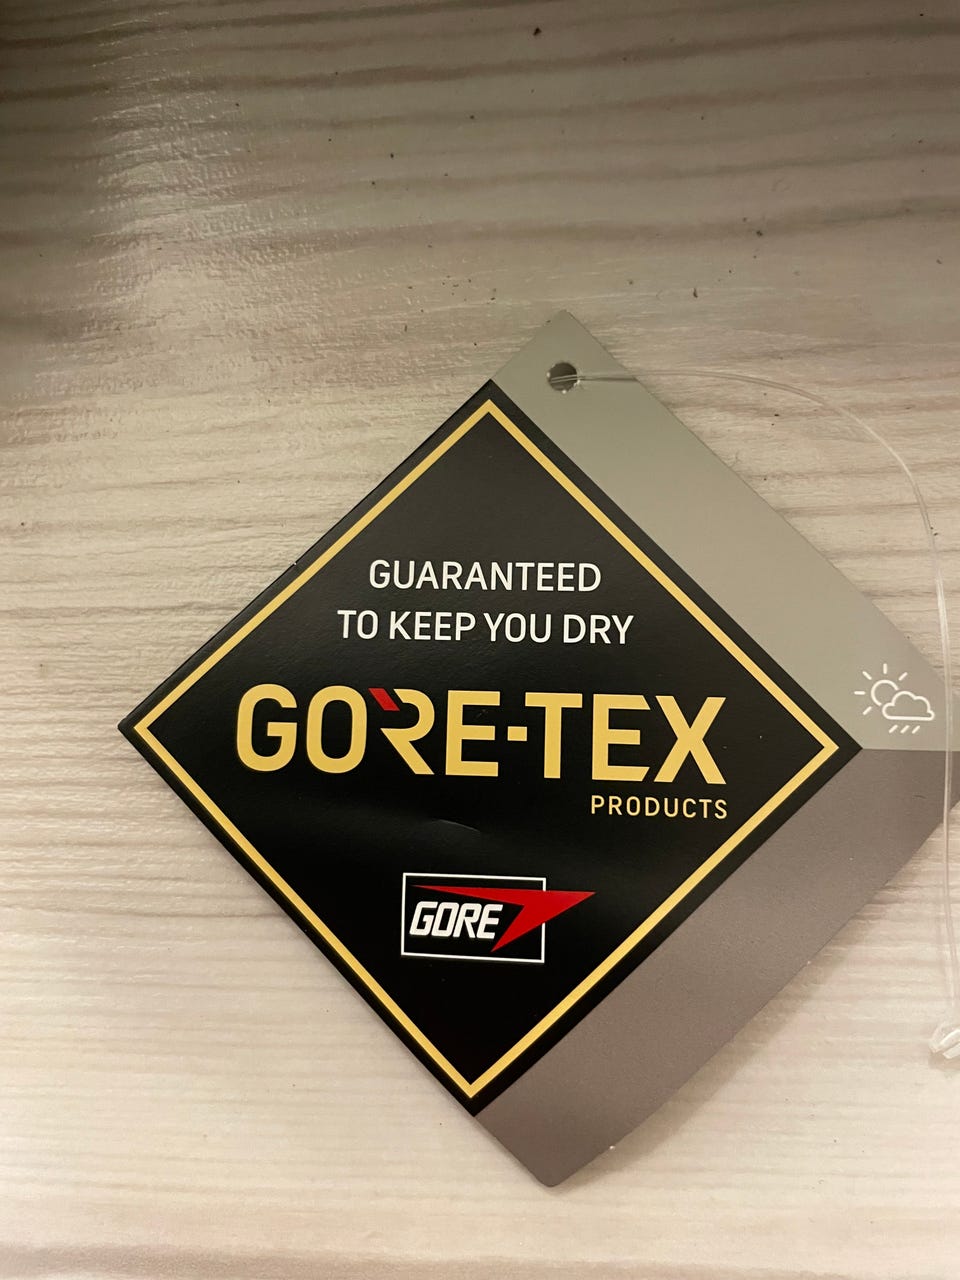 GUARANTEED
TO KEEP YOU DRY
GORE-TEX
PRODUCTS
GORE